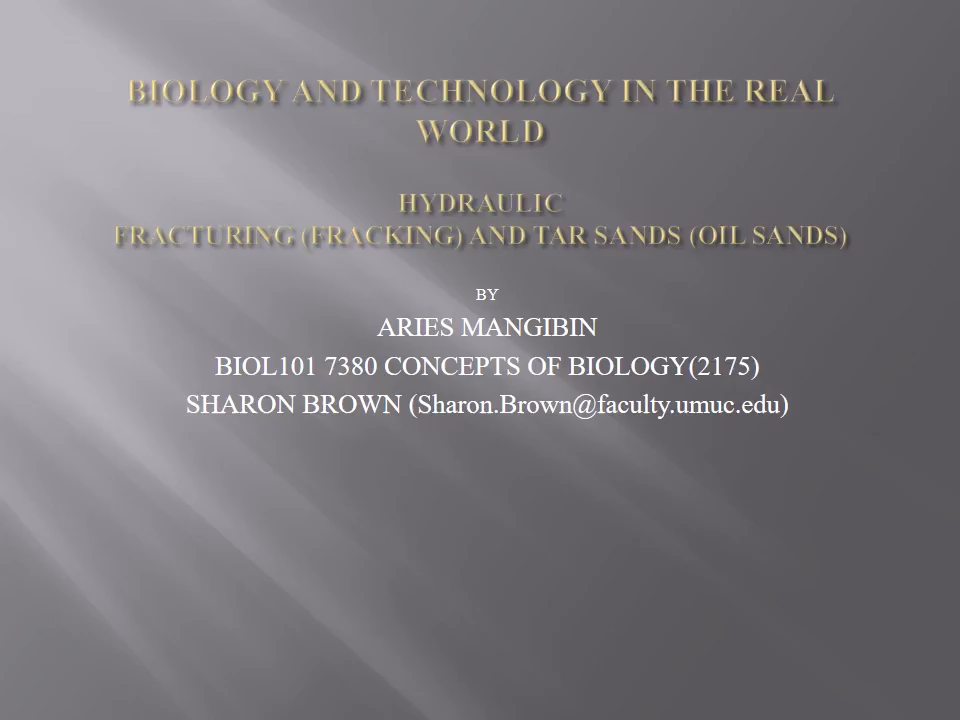 BIOLOGY AND TECHNOLOGY IN THE REAL
WORLD
HYDRAULIC
FRACTURING (FRACKING) AND TAR SANDS (OIL SANDS)
BY
ARIES MANGIBIN
BIOL101 7380 CONCEPTS OF BIOLOGY(2175)
SHARON BROWN (Sharon.Brown@faculty.umuc.edu)